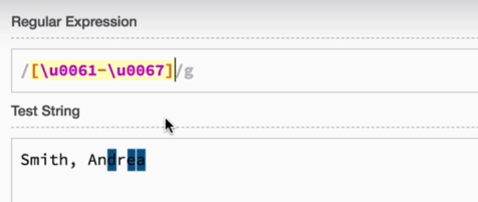 Regular Expression
/[\u0061-\u0067]/g
Test String
Smith, Andrea